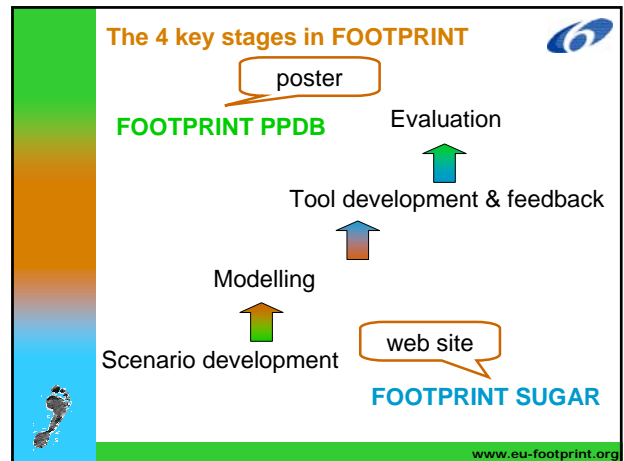 The 4 key stages in FOOTPRINT
6
poster
FOOTPRINT PPDB
Evaluation
Tool development & feedback
Modelling
web site
Scenario development
FOOTPRINT SUGAR
www.eu-footprint.org